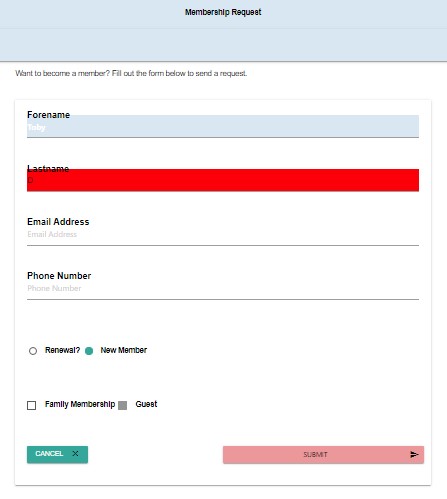 Membership Request
Want to become a member? Fill out the form below to send a request.
Forename
Toby
Lastname
D
Email Address
Email Address
Phone Number
Phone Number
Renewal? New Member
Family Membership Guest
CANCEL SUBMIT